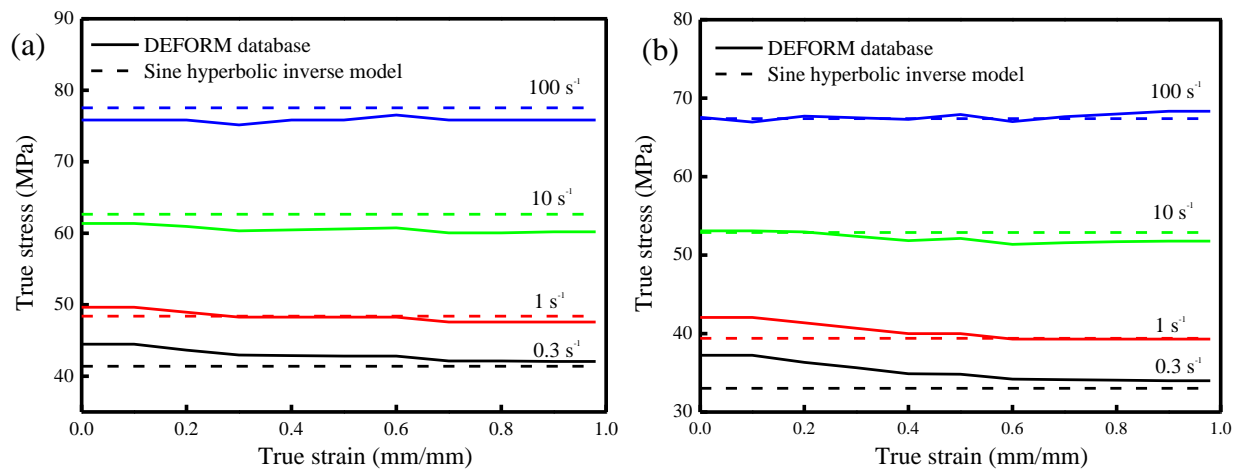 (a)
DEFORM database
Sine hyperbolic inverse model
100 s⁻¹
10 s⁻¹
1 s⁻¹
0.3 s⁻¹
90
80
70
60
50
40
True stress (MPa)
0.0 0.2 0.4 0.6 0.8 1.0
True strain (mm/mm)
(b)
DEFORM database
Sine hyperbolic inverse model
100 s⁻¹
10 s⁻¹
1 s⁻¹
0.3 s⁻¹
80
70
60
50
40
30
True stress (MPa)
0.0 0.2 0.4 0.6 0.8 1.0
True strain (mm/mm)